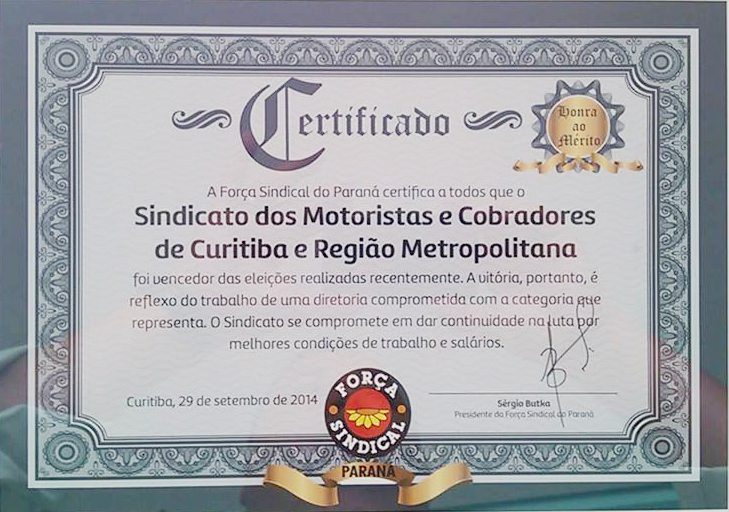 Certificado
Honra
ao
Mérito
A Força Sindical do Paraná certifica a todos que o
Sindicato dos Motoristas e Cobradores
de Curitiba e Região Metropolitana
foi vencedor das eleições realizadas recentemente. A vitória, portanto, é
reflexo do trabalho de uma diretoria comprometida com a categoria que
representa. O Sindicato se compromete em dar continuidade na luta por
melhores condições de trabalho e salários.
Curitiba, 29 de setembro de 2014
FORÇA
SINDICAL
PARANÁ
Sérgio Butka
Presidente da Força Sindical do Paraná